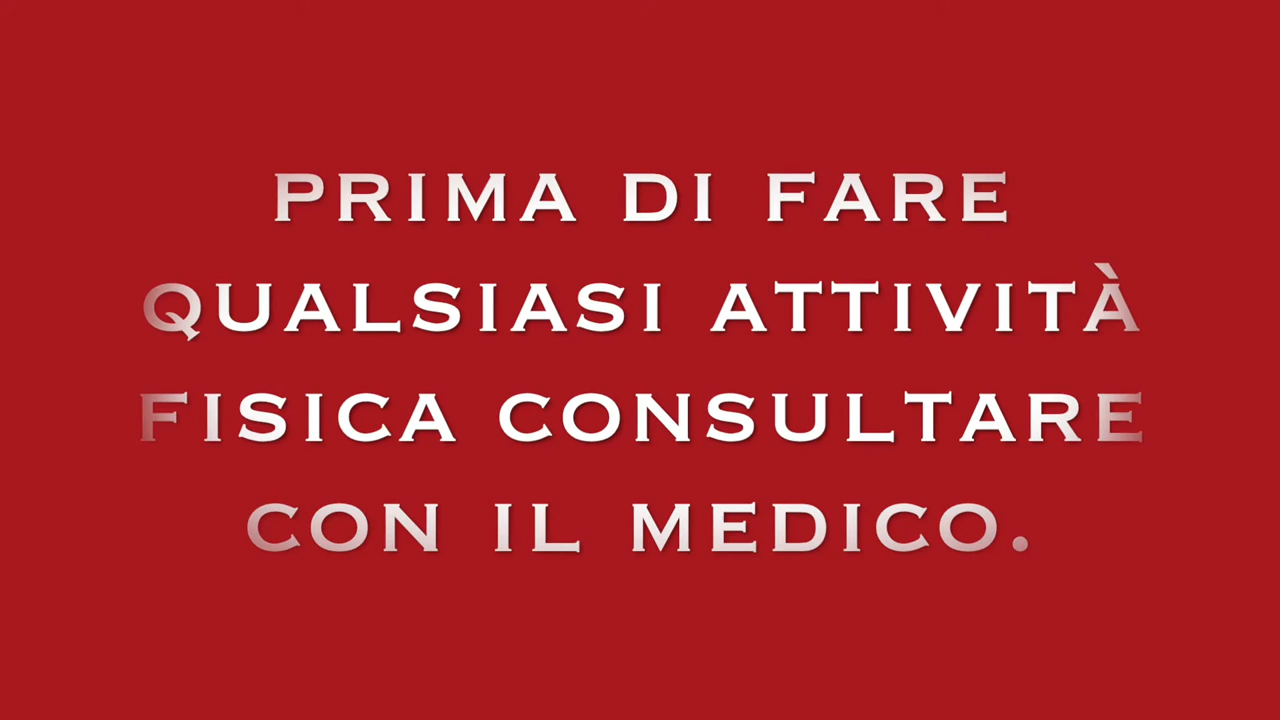 PRIMA DI FARE
QUALSIASI ATTIVITÀ
FISICA CONSULTARE
CON IL MEDICO.